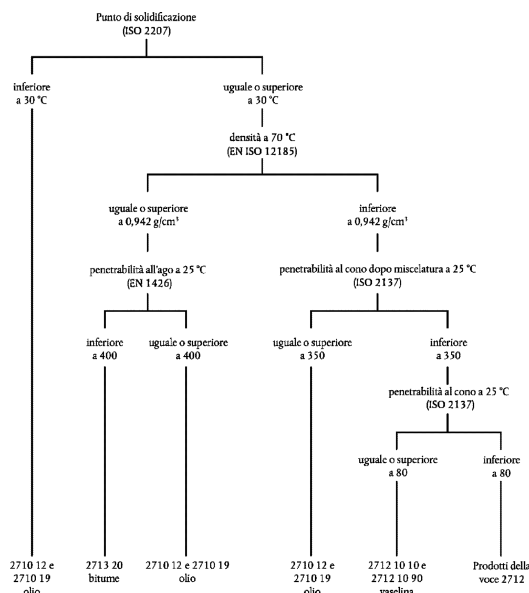 Punto di solidificazione
(ISO 2207)
inferiore
a 30 °C
uguale o superiore
a 30 °C
densità a 70 °C
(EN ISO 12185)
uguale o superiore
a 0,942 g/cm³
inferiore
a 0,942 g/cm³
penetrabilità all'ago a 25 °C
(EN 1426)
penetrabilità al cono dopo miscelatura a 25 °C
(ISO 2137)
inferiore
a 400
uguale o superiore
a 400
uguale o superiore
a 350
inferiore
a 350
penetrabilità al cono a 25 °C
(ISO 2137)
uguale o superiore
a 80
inferiore
a 80
2710 12 e
2710 19
olio
2713 20
bitume
2710 12 e 2710 19
olio
2710 12 e
2710 19
olio
2712 10 10 e
2712 10 90
vaselina
Prodotti della
voce 2712